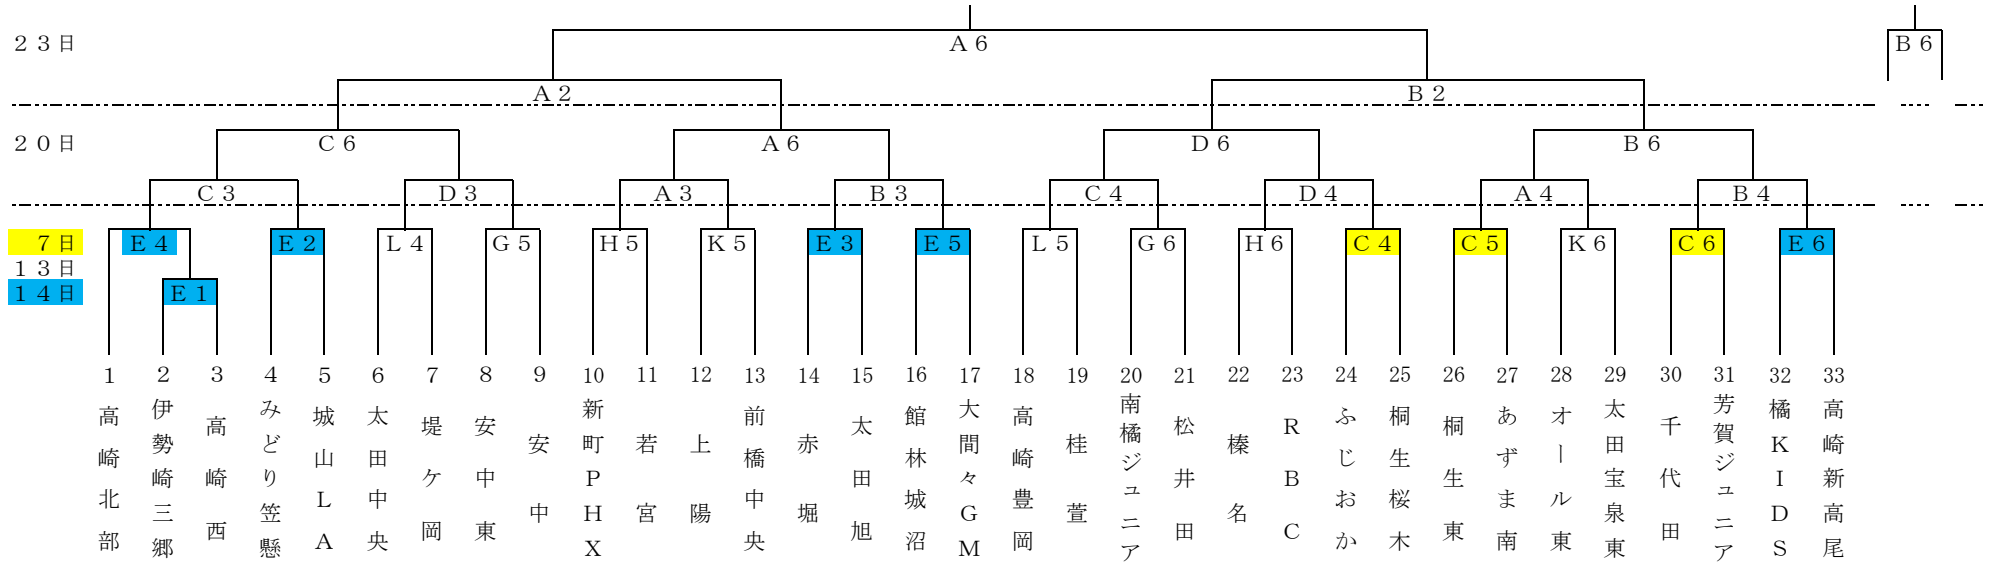 ２３日
Ａ６
Ｂ６
Ａ２
Ｂ２
２０日
Ｃ６
Ａ６
Ｄ６
Ｂ６
Ｃ３
Ｄ３
Ａ３
Ｂ３
Ｃ４
Ｄ４
Ａ４
Ｂ４
７日
Ｅ４
Ｅ２
Ｌ４
Ｇ５
Ｈ５
Ｋ５
Ｅ３
Ｅ５
Ｌ５
Ｇ６
Ｈ６
Ｃ４
Ｃ５
Ｋ６
Ｃ６
Ｅ６
１３日
１４日
Ｅ１
1
2
3
4
5
6
7
8
9
10
11
12
13
14
15
16
17
18
19
20
21
22
23
24
25
26
27
28
29
30
31
32
33
高崎北部
伊勢崎三郷
高崎西
みどり笠懸
城山ＬＡ
太田中央
堤ケ岡
安中東
安中
新町ＰＨＸ
若宮
上陽
前橋中央
赤堀
太田旭
館林城沼
大間々ＧＭ
高崎豊岡
桂萱
南橘ジュニア
松井田
榛名
ＲＢＣ
ふじおか
桐生桜木
桐生東
あずま南
オール東
太田宝泉東
千代田
芳賀ジュニア
橘ＫＩＤＳ
高崎新高尾